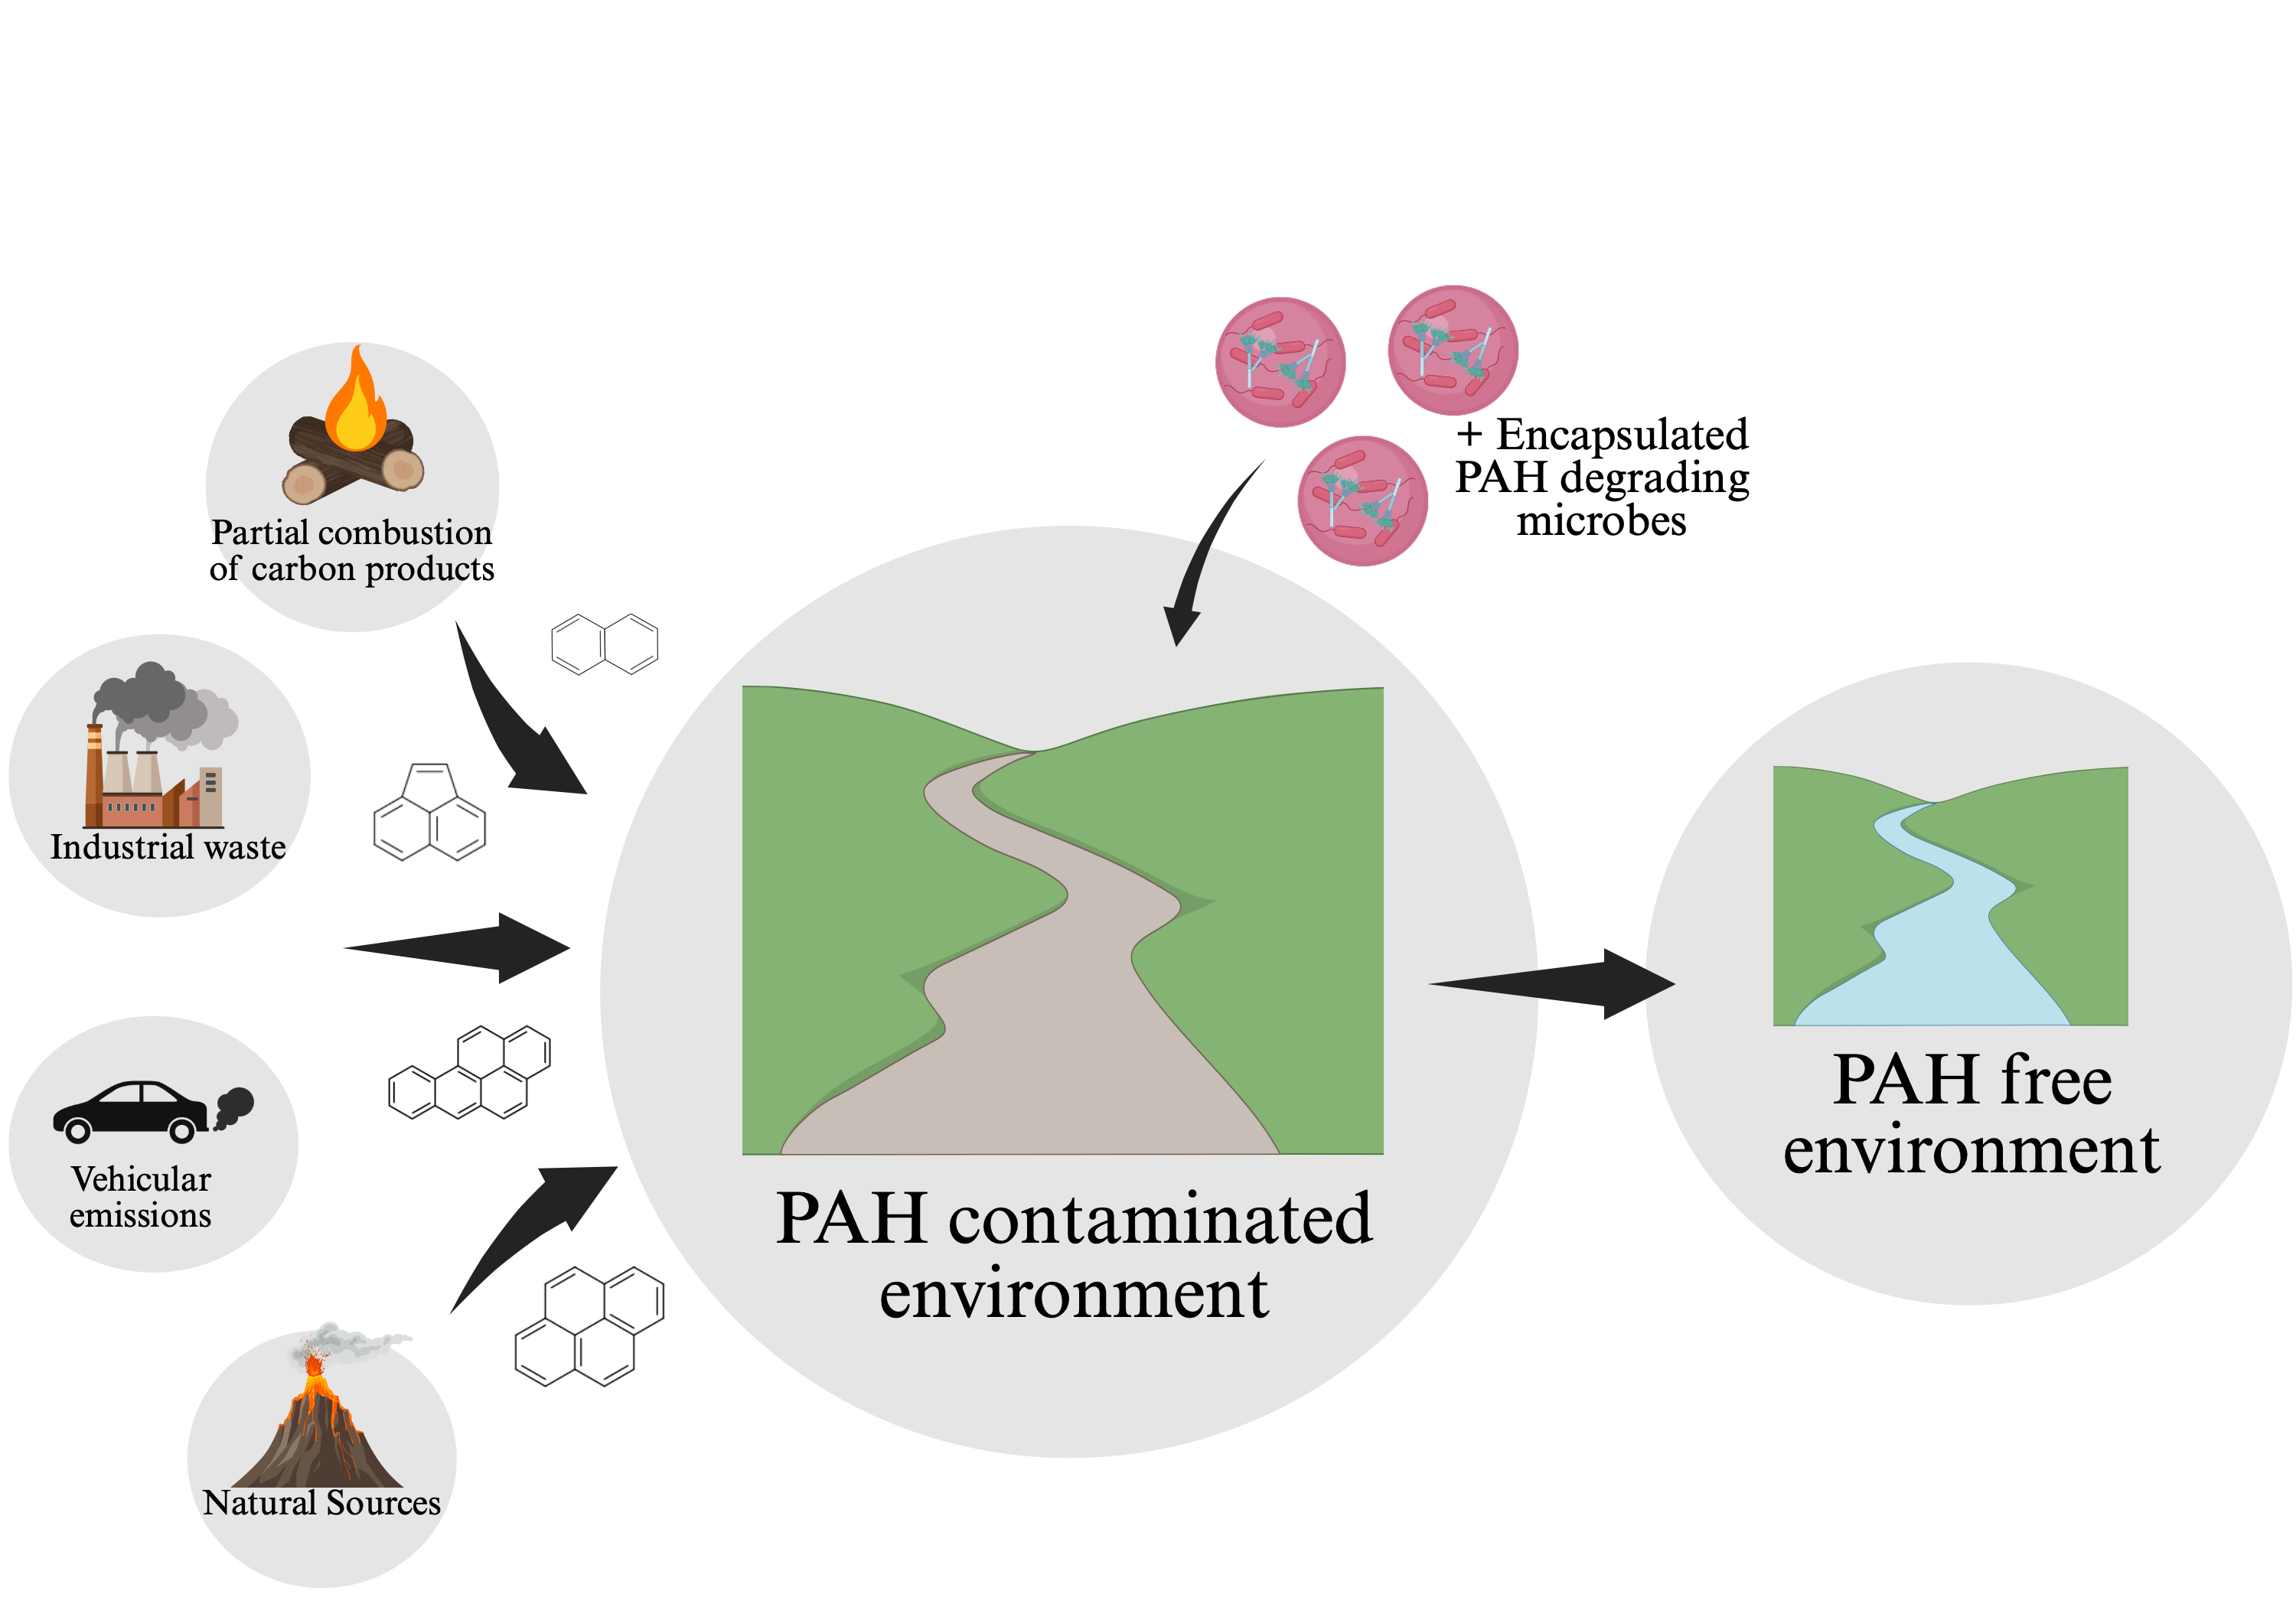 Partial combustion
of carbon products
Industrial waste
Vehicular
emissions
Natural Sources
+ Encapsulated
PAH degrading
microbes
PAH contaminated
environment
PAH free
environment